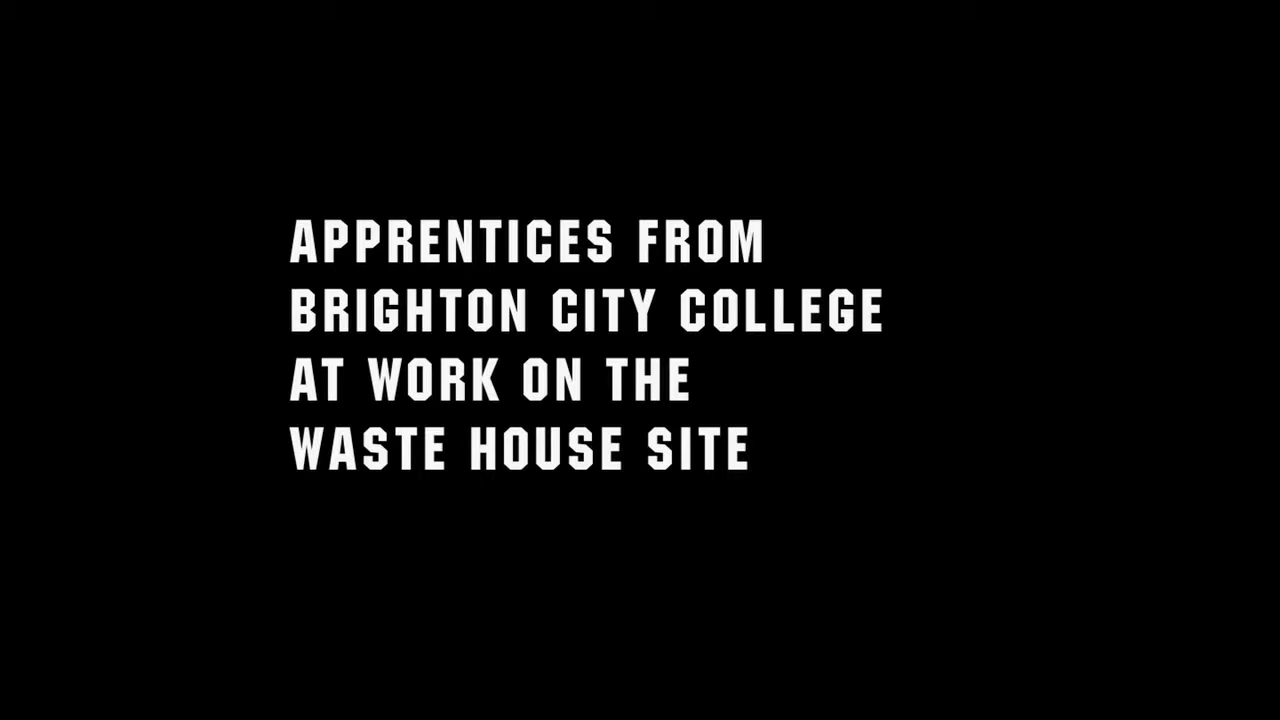 APPRENTICES FROM
BRIGHTON CITY COLLEGE
AT WORK ON THE
WASTE HOUSE SITE